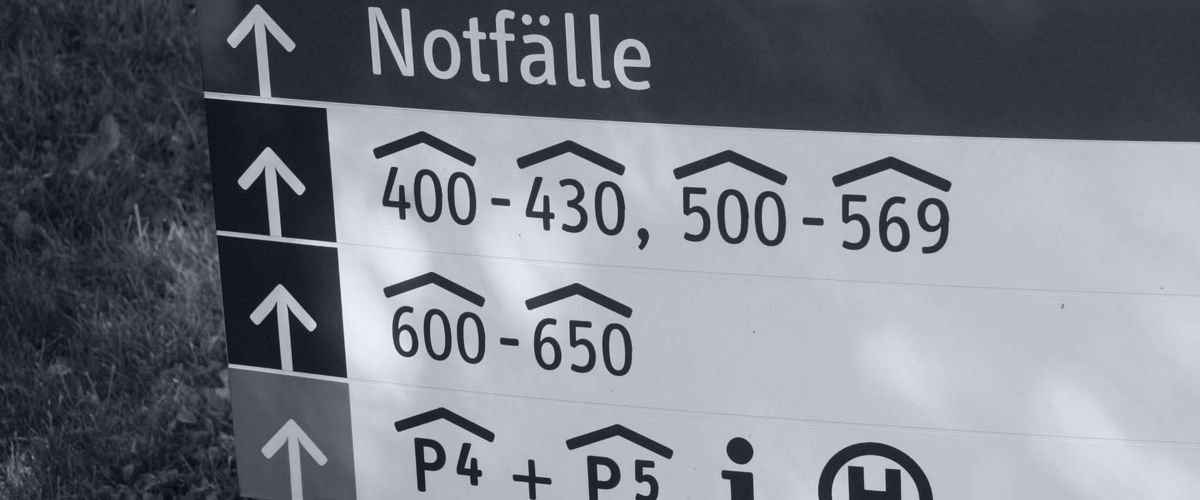 Notfälle
400-430, 500-569
600-650
P4 + P5 i H